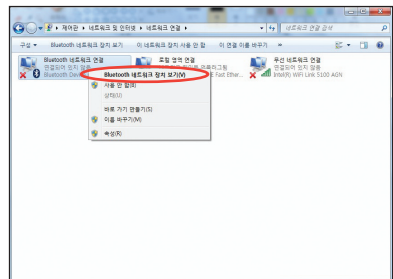 제어판 ▸ 네트워크 및 인터넷 ▸ 네트워크 연결 ▸
네트워크 연결 검색
구성 ▾ Bluetooth 네트워크 장치 보기 이 네트워크 장치 사용 안 함 이 연결 이름 바꾸기 »
Bluetooth 네트워크 연결
연결되어 있지 않음
Bluetooth Devi
로컬 영역 연결
E Fast Ether...
무선 네트워크 연결
연결되어 있지 않음
Intel(R) WiFi Link 5100 AGN
Bluetooth 네트워크 장치 보기(V)
사용 안 함(B)
상태(U)
바로 가기 만들기(S)
이름 바꾸기(M)
속성(R)